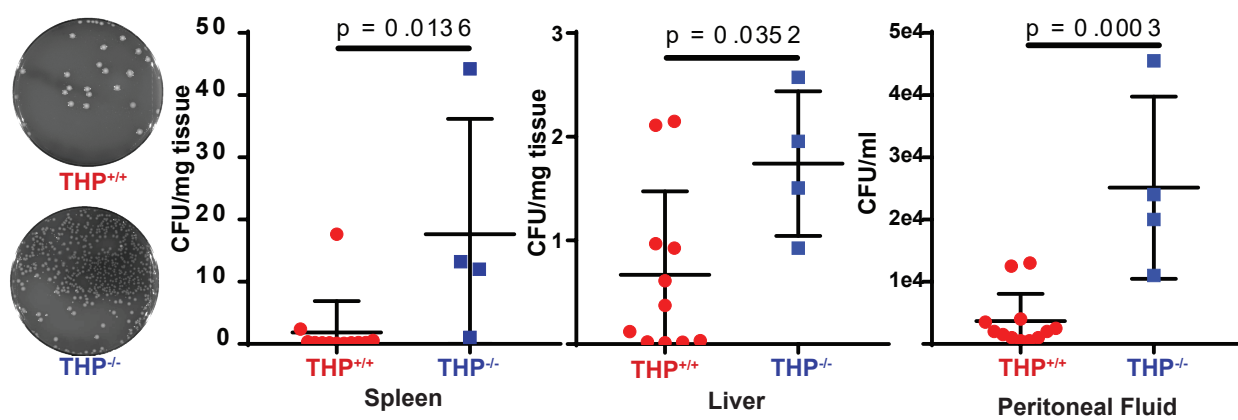 THP+/+
THP-/-
CFU/mg tissue
50
40
30
20
10
0
p = 0.0136
THP+/+
THP-/-
Spleen
CFU/mg tissue
3
2
1
p = 0.0352
THP+/+
THP-/-
Liver
CFU/ml
5e4
4e4
2e4
1e4
p = 0.0003
THP+/+
THP-/-
Peritoneal Fluid